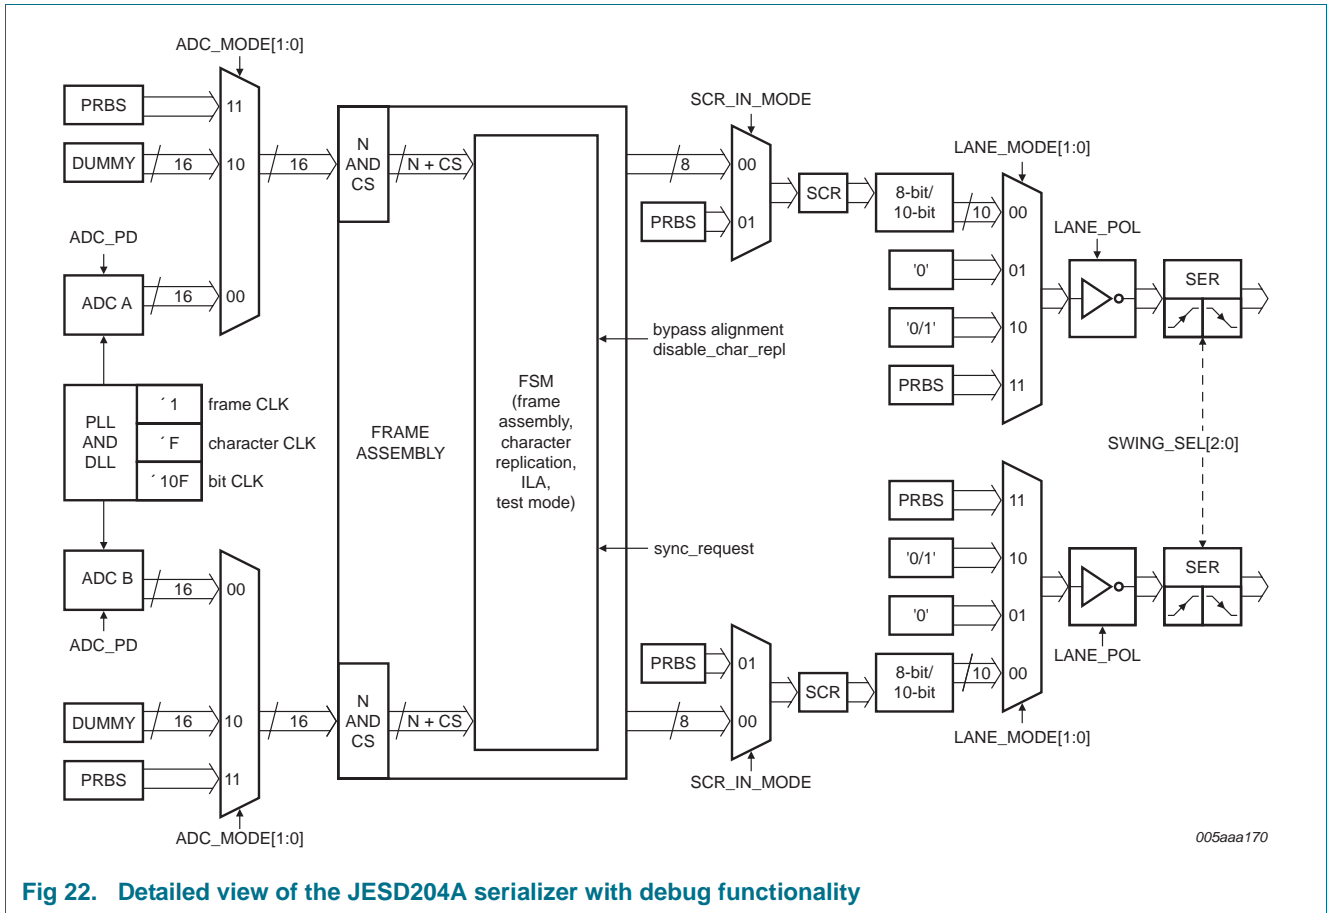 ADC_MODE[1:0]
PRBS
11
DUMMY
16
10
16
N
AND
CS
N + CS
ADC_PD
ADC A
16
00
PLL
AND
DLL
´ 1
frame CLK
´ F
character CLK
´ 10F
bit CLK
ADC B
16
00
ADC_PD
DUMMY
16
10
16
N
AND
CS
N + CS
PRBS
11
ADC_MODE[1:0]
FRAME
ASSEMBLY
FSM
(frame
assembly,
character
replication,
ILA,
test mode)
bypass alignment
disable_char_repl
sync_request
SCR_IN_MODE
8
00
PRBS
01
SCR
8-bit/
10-bit
10
00
LANE_MODE[1:0]
'0'
01
'0/1'
10
PRBS
11
LANE_POL
SER
SWING_SEL[2:0]
PRBS
11
'0/1'
10
'0'
01
8-bit/
10-bit
10
00
LANE_MODE[1:0]
LANE_POL
SER
PRBS
01
8
00
SCR
SCR_IN_MODE
005aaa170
Fig 22. Detailed view of the JESD204A serializer with debug functionality